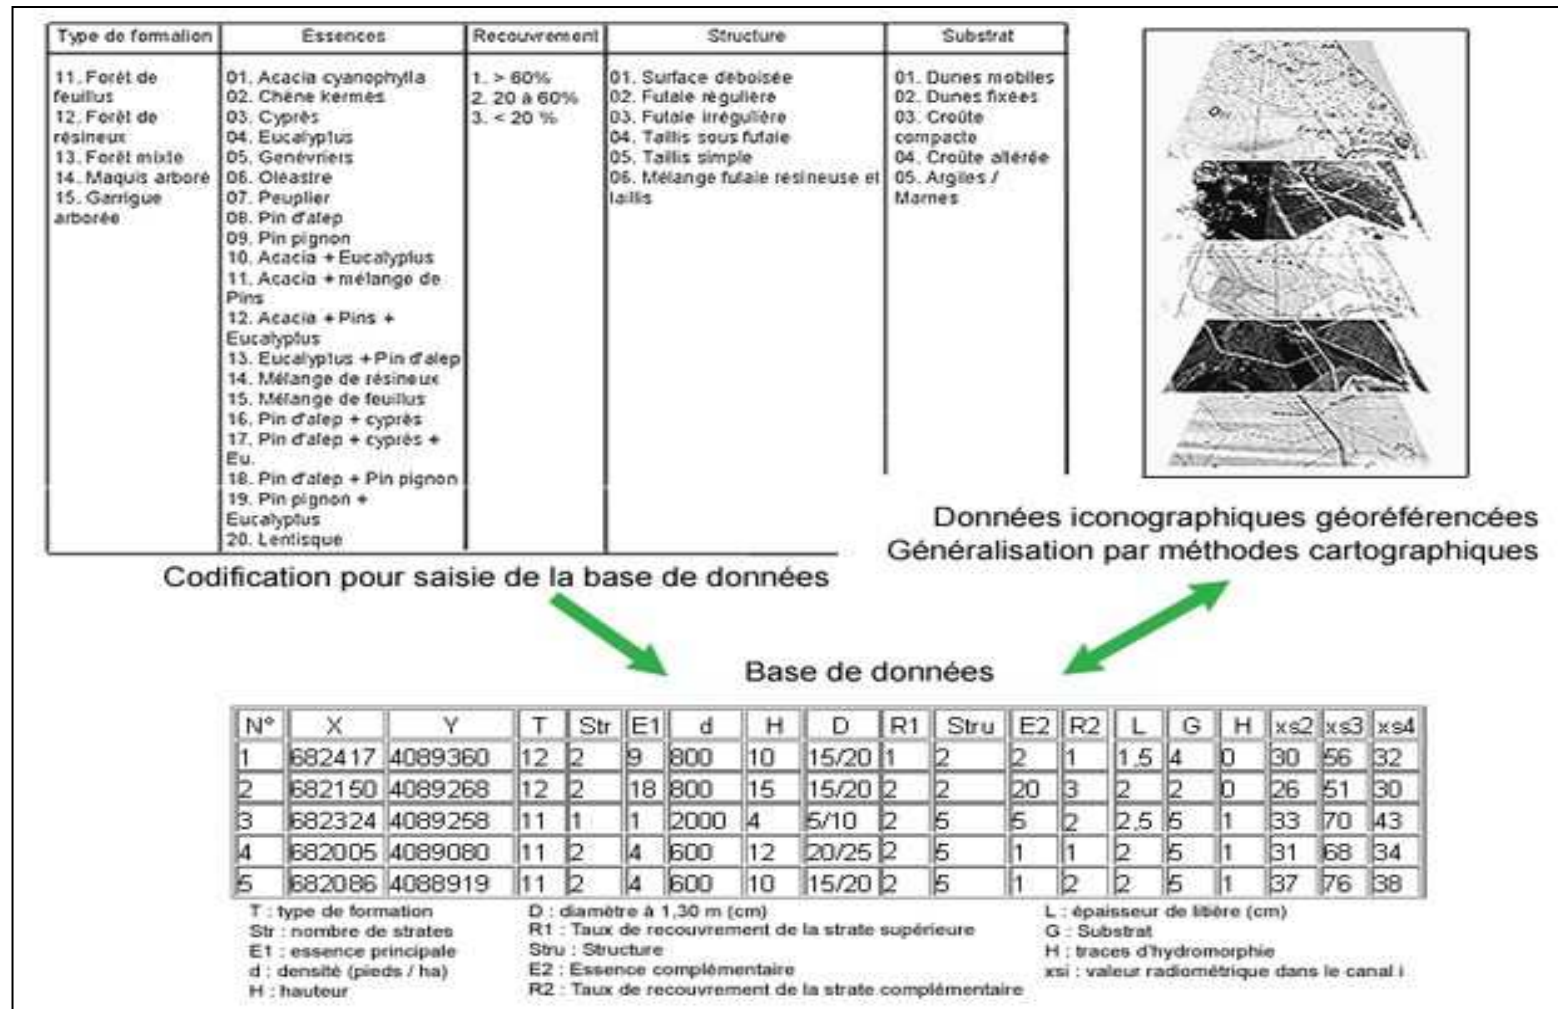 Type de formation Essences Recouvrement Structure Substrat
11. Forêt de
feuillus
12. Forêt de
résineux
13. Forêt mixte
14. Maquis arboré
15. Garrigue
arborée
01. Acacia cyanophylla
02. Chêne kermès
03. Cyprès
04. Eucalyptus
05. Genévriers
06. Oléastre
07. Peuplier
08. Pin d'alep
09. Pin pignon
10. Acacia + Eucalyptus
11. Acacia + mélange de
Pins
12. Acacia + Pins +
Eucalyptus
13. Eucalyptus + Pin d'alep
14. Mélange de résineux
15. Mélange de feuillus
16. Pin d'alep + cyprès
17. Pin d'alep + cyprès +
Eu.
18. Pin d'alep + Pin pignon
19. Pin pignon +
Eucalyptus
20. Lentisque
1. > 60%
2. 20 à 60%
3. < 20 %
01. Surface déboisée
02. Futaie régulière
03. Futaie irrégulière
04. Taillis sous futaie
05. Taillis simple
06. Mélange futaie résineuse et
taillis
01. Dunes mobiles
02. Dunes fixées
03. Croûte
compacte
04. Croûte altérée
05. Argiles /
Marnes
Données iconographiques géoréférencées
Généralisation par méthodes cartographiques
Codification pour saisie de la base de données
Base de données
N° X Y T Str E1 d H D R1 Stru E2 R2 L G H xs2 xs3 xs4
1 682417 4089360 12 2 9 800 10 15/20 1 2 2 1 1,5 4 0 30 56 32
2 682150 4089268 12 2 18 800 15 15/20 2 2 20 3 2 2 0 26 51 30
3 682324 4089258 11 1 1 2000 4 5/10 2 5 5 2 2,5 5 1 33 70 43
4 682005 4089080 11 2 4 600 12 20/25 2 5 1 1 2 5 1 31 68 34
5 682086 4088919 11 2 4 600 10 15/20 2 5 1 2 2 5 1 37 76 38
T : type de formation
Str : nombre de strates
E1 : essence principale
d : densité (pieds / ha)
H : hauteur
D : diamètre à 1,30 m (cm)
R1 : Taux de recouvrement de la strate supérieure
Stru : Structure
E2 : Essence complémentaire
R2 : Taux de recouvrement de la strate complémentaire
L : épaisseur de litière (cm)
G : Substrat
H : traces d'hydromorphie
xsi : valeur radiométrique dans le canal i